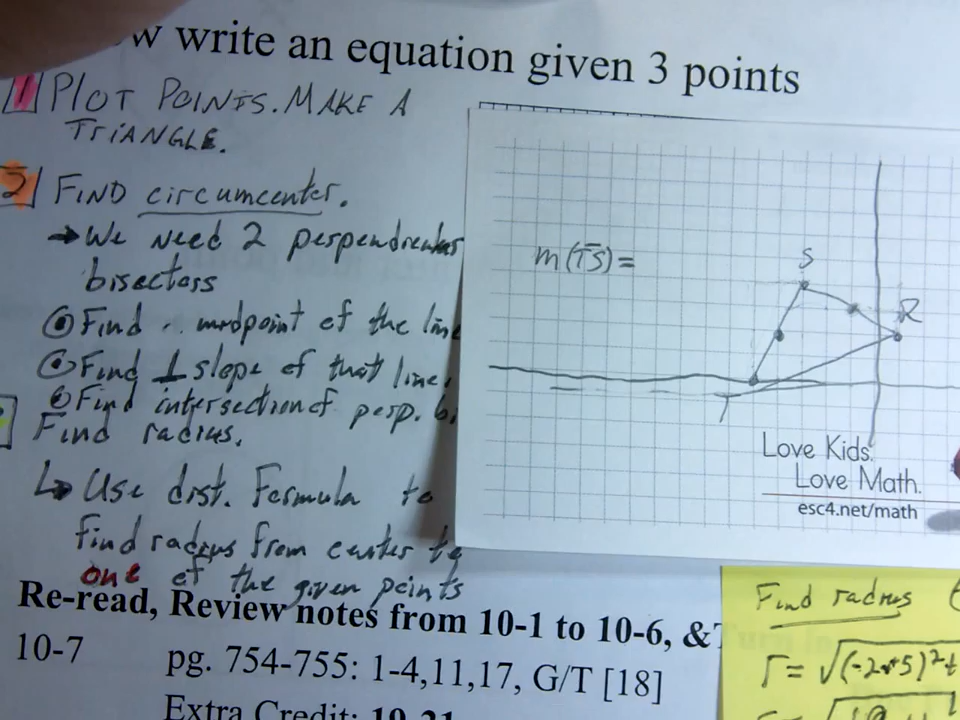 w write an equation given 3 points
1 PLOT POINTS. MAKE A
TRIANGLE.
2 FIND circumcenter.
→ We need 2 perpendicular
bisectors
Find midpoint of the line
Find ⊥ slope of that line.
Find intersection of perp. bi
Find radius.
↳ Use dist. Formula to
find radius from center to
one of the given points
m(TS)=
S
R
T
Love Kids.
Love Math.
esc4.net/math
Re-read, Review notes from 10-1 to 10-6, &
10-7 pg. 754-755: 1-4,11,17, G/T [18]
Extra Credit: 19-21
Find radius
r = √(-2+5)²+